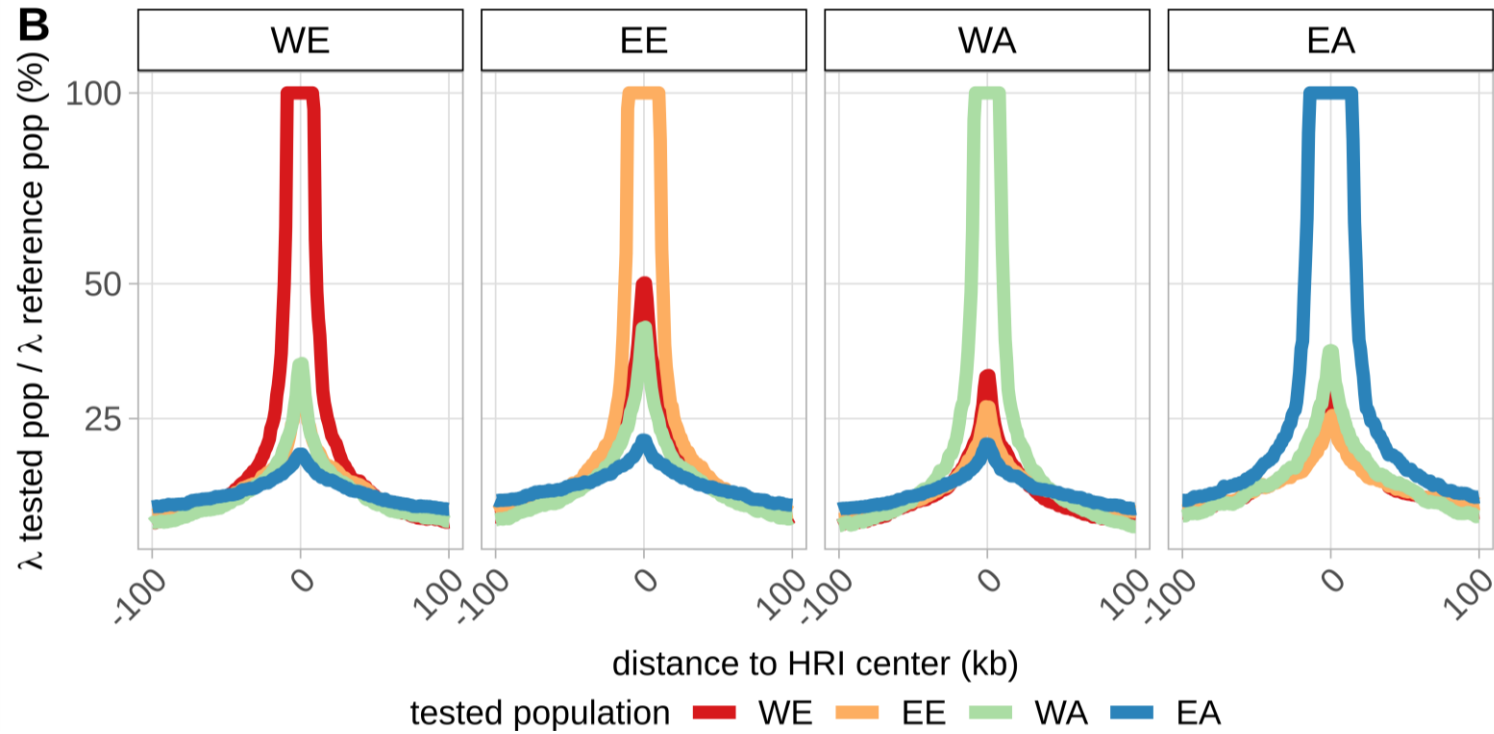 B
WE EE WA EA
λ tested pop / λ reference pop (%)
100
50
25
-100 0 100 -100 0 100 -100 0 100 -100 0 100
distance to HRI center (kb)
tested population WE EE WA EA